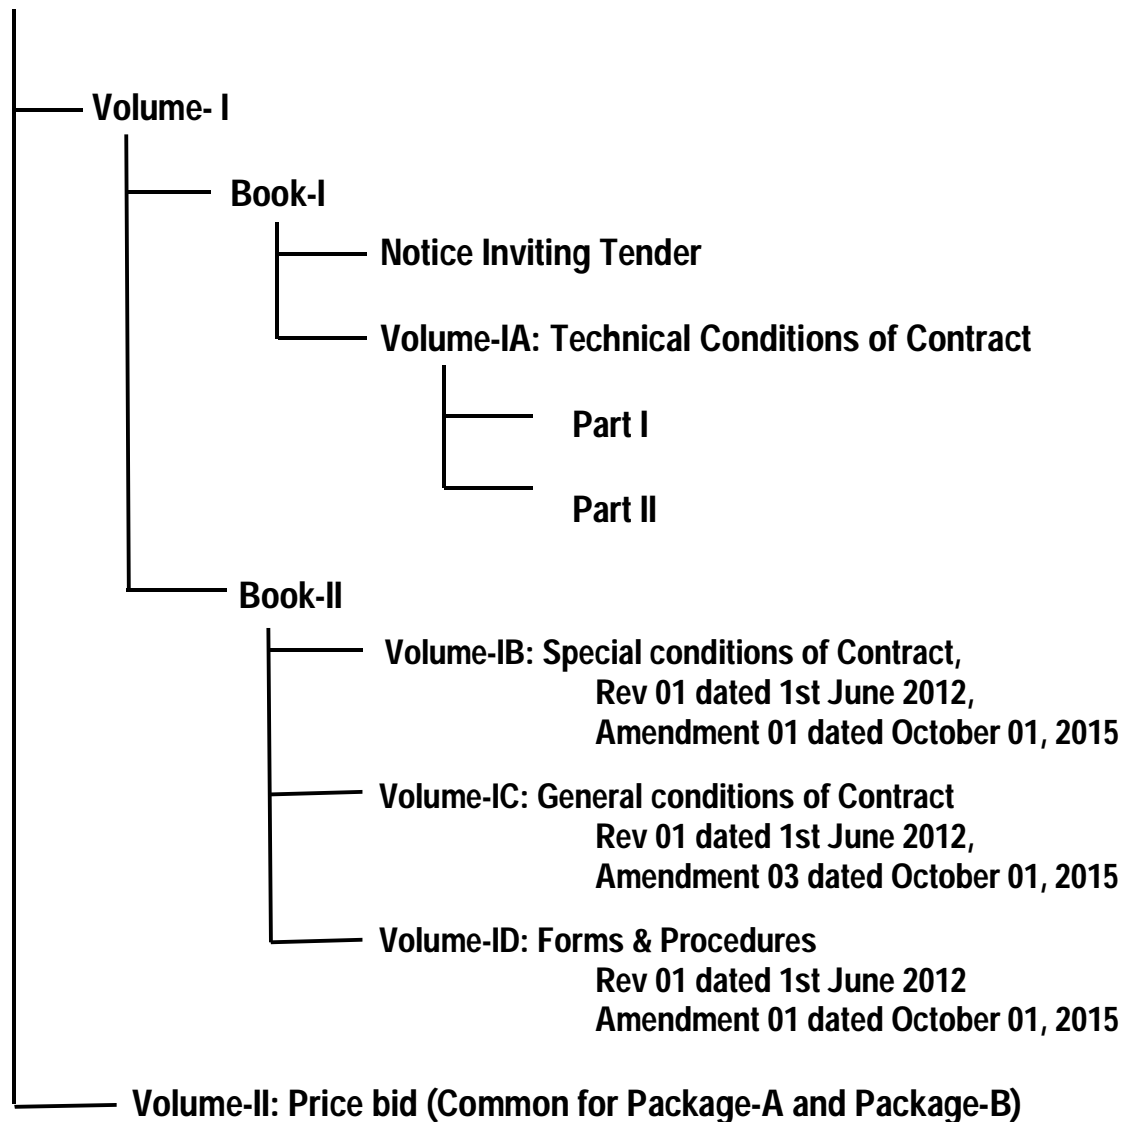 Volume- I
Book-I
Notice Inviting Tender
Volume-IA: Technical Conditions of Contract
Part I
Part II
Book-II
Volume-IB: Special conditions of Contract,
Rev 01 dated 1st June 2012,
Amendment 01 dated October 01, 2015
Volume-IC: General conditions of Contract
Rev 01 dated 1st June 2012,
Amendment 03 dated October 01, 2015
Volume-ID: Forms & Procedures
Rev 01 dated 1st June 2012
Amendment 01 dated October 01, 2015
Volume-II: Price bid (Common for Package-A and Package-B)